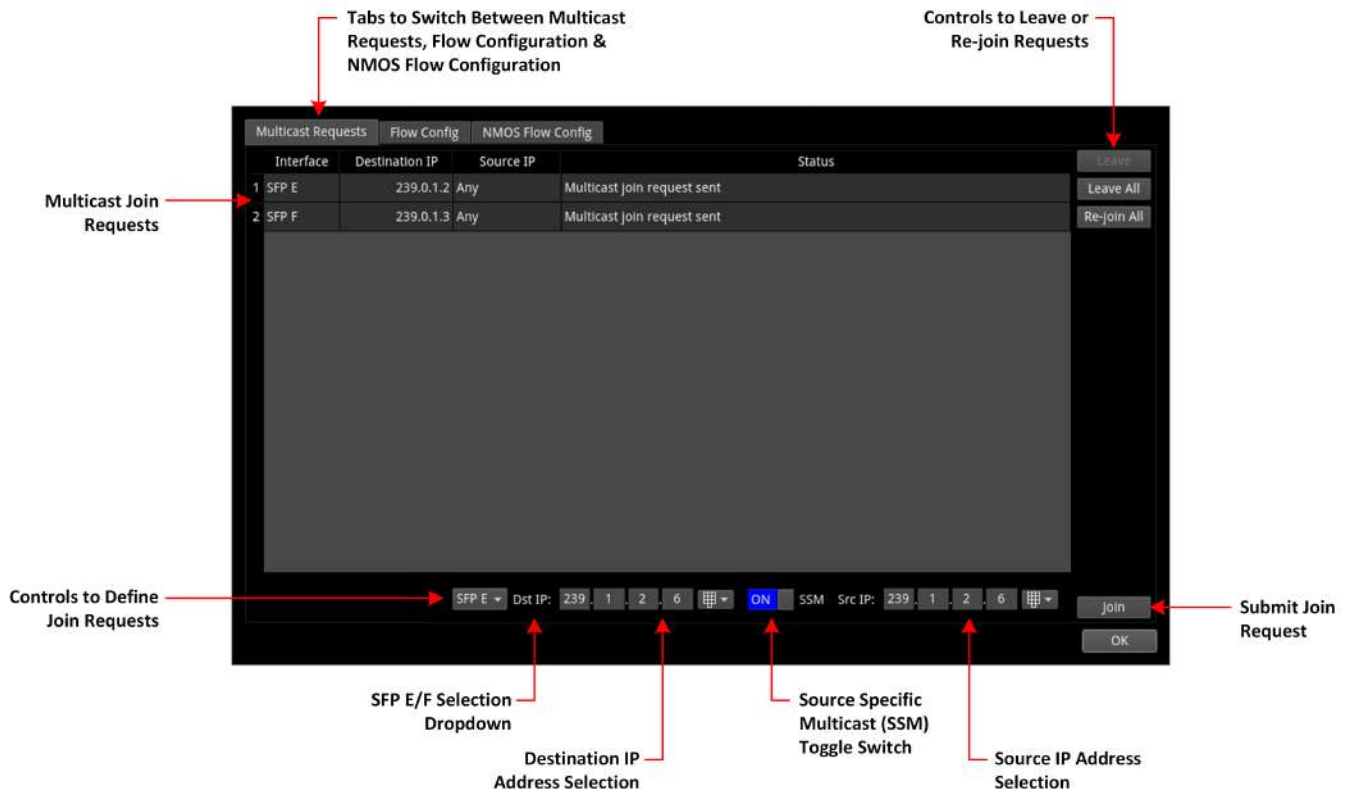 Tabs to Switch Between Multicast
Requests, Flow Configuration &
NMOS Flow Configuration
Controls to Leave or
Re-join Requests
Multicast Requests Flow Config NMOS Flow Config
Interface Destination IP Source IP Status Leave
1 SFP E 239.0.1.2 Any Multicast join request sent Leave All
2 SFP F 239.0.1.3 Any Multicast join request sent Re-join All
Multicast Join
Requests
Controls to Define
Join Requests
SFP E Dst IP: 239 . 1 . 2 . 6 ON SSM Src IP: 239 . 1 . 2 . 6 Join
OK
Submit Join
Request
SFP E/F Selection
Dropdown
Destination IP
Address Selection
Source Specific
Multicast (SSM)
Toggle Switch
Source IP Address
Selection